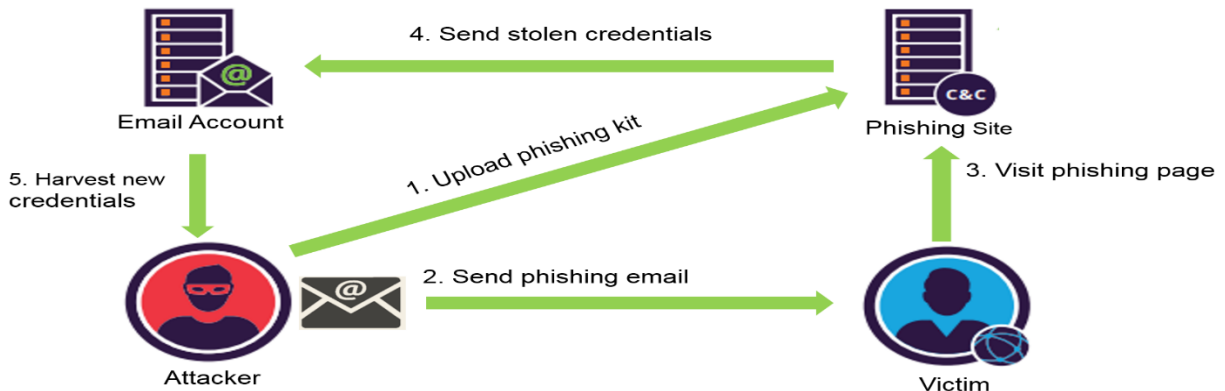 4. Send stolen credentials
@
C&C
Email Account
Phishing Site
1. Upload phishing kit
5. Harvest new
credentials
3. Visit phishing page
@
2. Send phishing email
Attacker
Victim